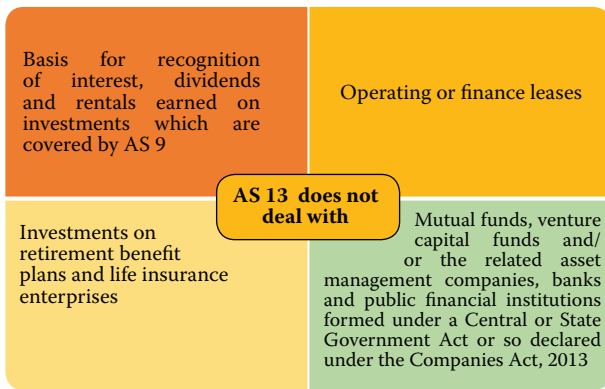 Basis for recognition
of interest, dividends
and rentals earned on
investments which are
covered by AS 9
Operating or finance leases
AS 13 does not
deal with
Investments on
retirement benefit
plans and life insurance
enterprises
Mutual funds, venture
capital funds and/
or the related asset
management companies, banks
and public financial institutions
formed under a Central or State
Government Act or so declared
under the Companies Act, 2013